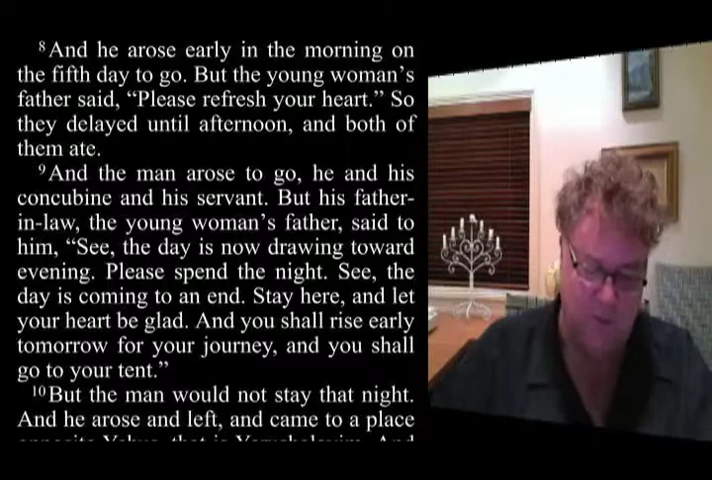 ⁸And he arose early in the morning on
the fifth day to go. But the young woman's
father said, “Please refresh your heart.” So
they delayed until afternoon, and both of
them ate.
⁹And the man arose to go, he and his
concubine and his servant. But his father-
in-law, the young woman's father, said to
him, “See, the day is now drawing toward
evening. Please spend the night. See, the
day is coming to an end. Stay here, and let
your heart be glad. And you shall rise early
tomorrow for your journey, and you shall
go to your tent.”
¹⁰But the man would not stay that night.
And he arose and left, and came to a place